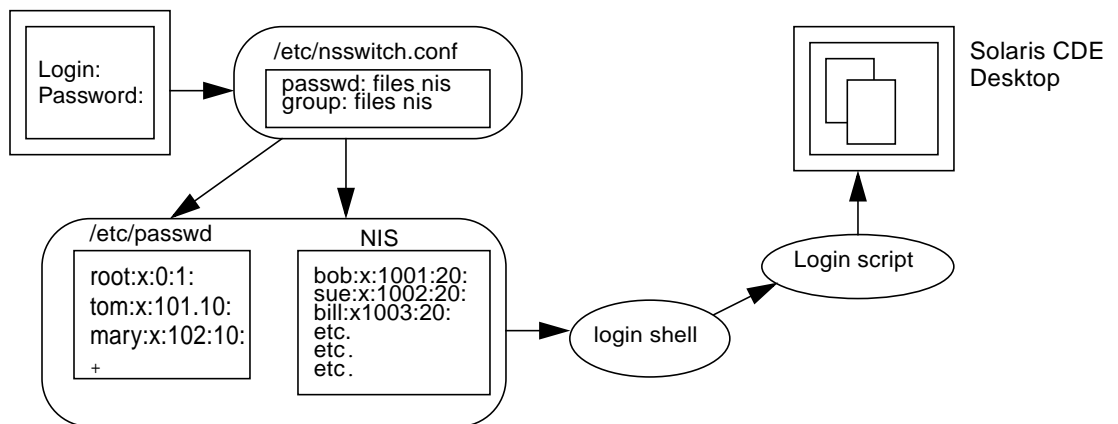 Login:
Password:
/etc/nsswitch.conf
passwd: files nis
group: files nis
Solaris CDE
Desktop
/etc/passwd
root:x:0:1:
tom:x:101.10:
mary:x:102:10:
+
NIS
bob:x:1001:20:
sue:x:1002:20:
bill:x1003:20:
etc.
etc.
etc.
login shell
Login script